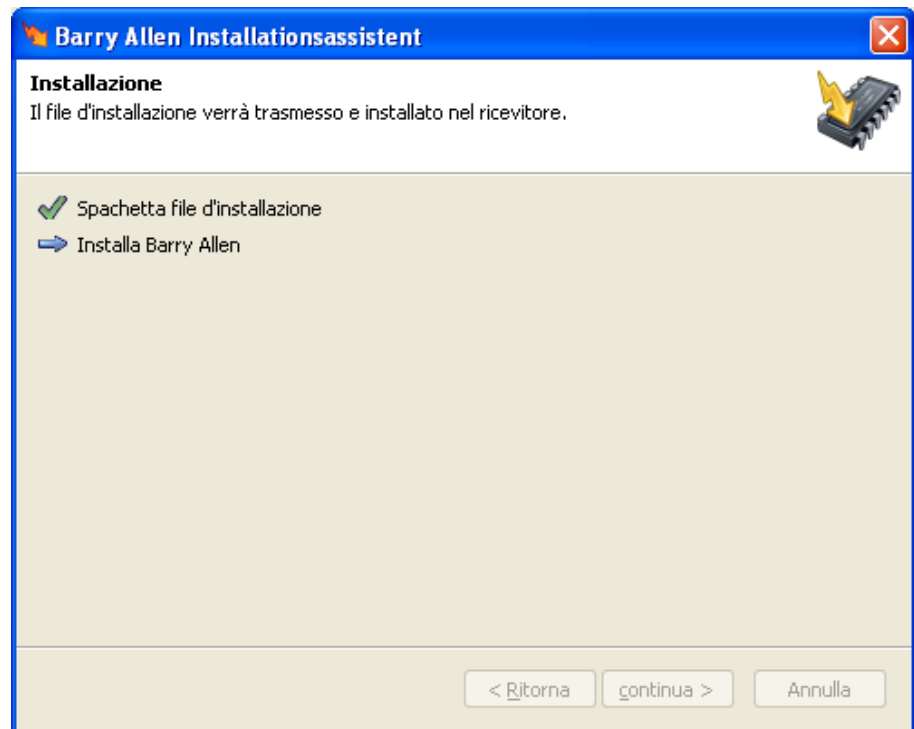 Barry Allen Installationsassistent
Installazione
Il file d'installazione verrà trasmesso e installato nel ricevitore.
Spachetta file d'installazione
Installa Barry Allen
< Ritorna
continua >
Annulla